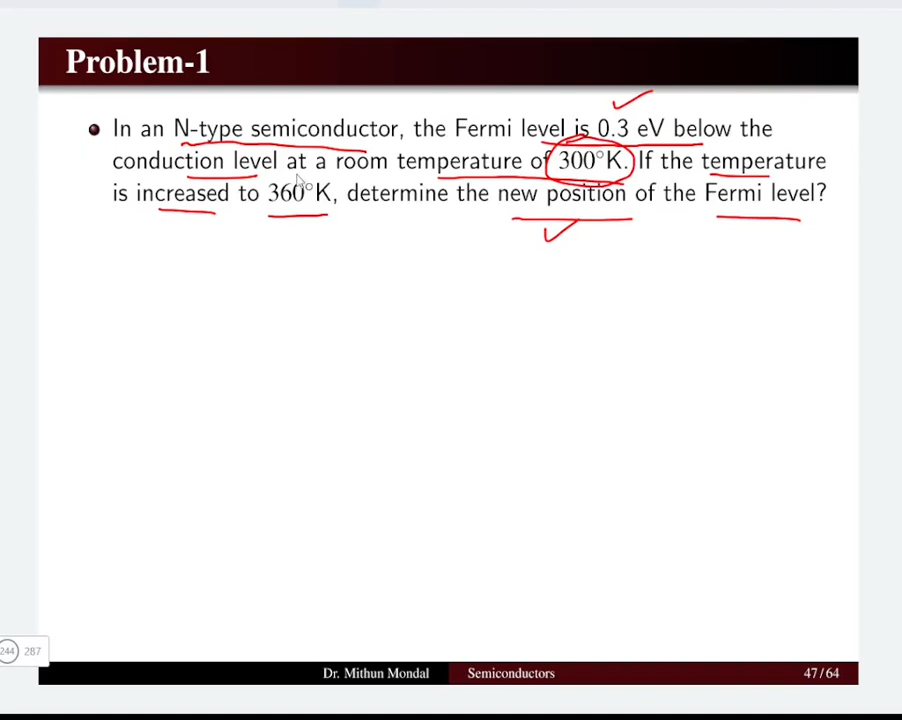 Problem-1
In an N-type semiconductor, the Fermi level is 0.3 eV below the
conduction level at a room temperature of 300°K. If the temperature
is increased to 360°K, determine the new position of the Fermi level?
244 287
Dr. Mithun Mondal Semiconductors 47/64